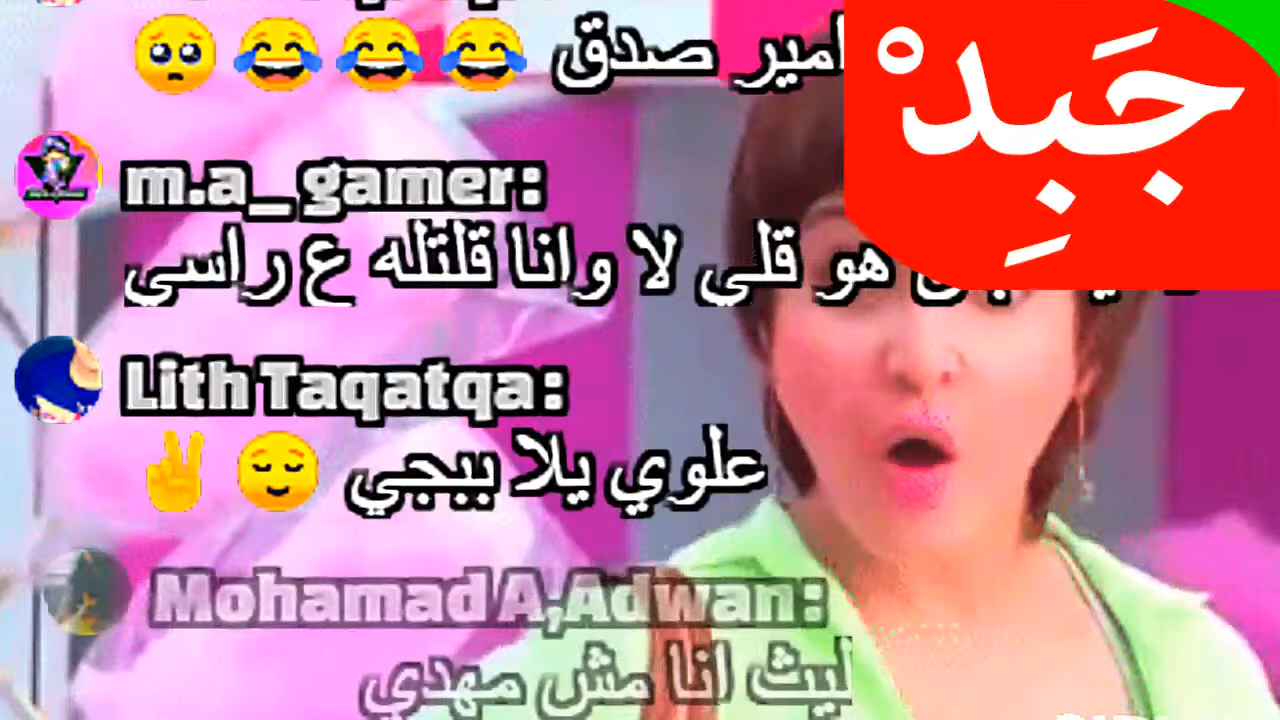 امير صدق 😂😂😂🥺
جَبِدْ
m.a_gamer:
هو قلي لا وانا قلتله ع راسي
Lith Taqatqa:
علوي يلا ببجي 😌✌
Mohamad A,Adwan:
ليث انا مش مهدي